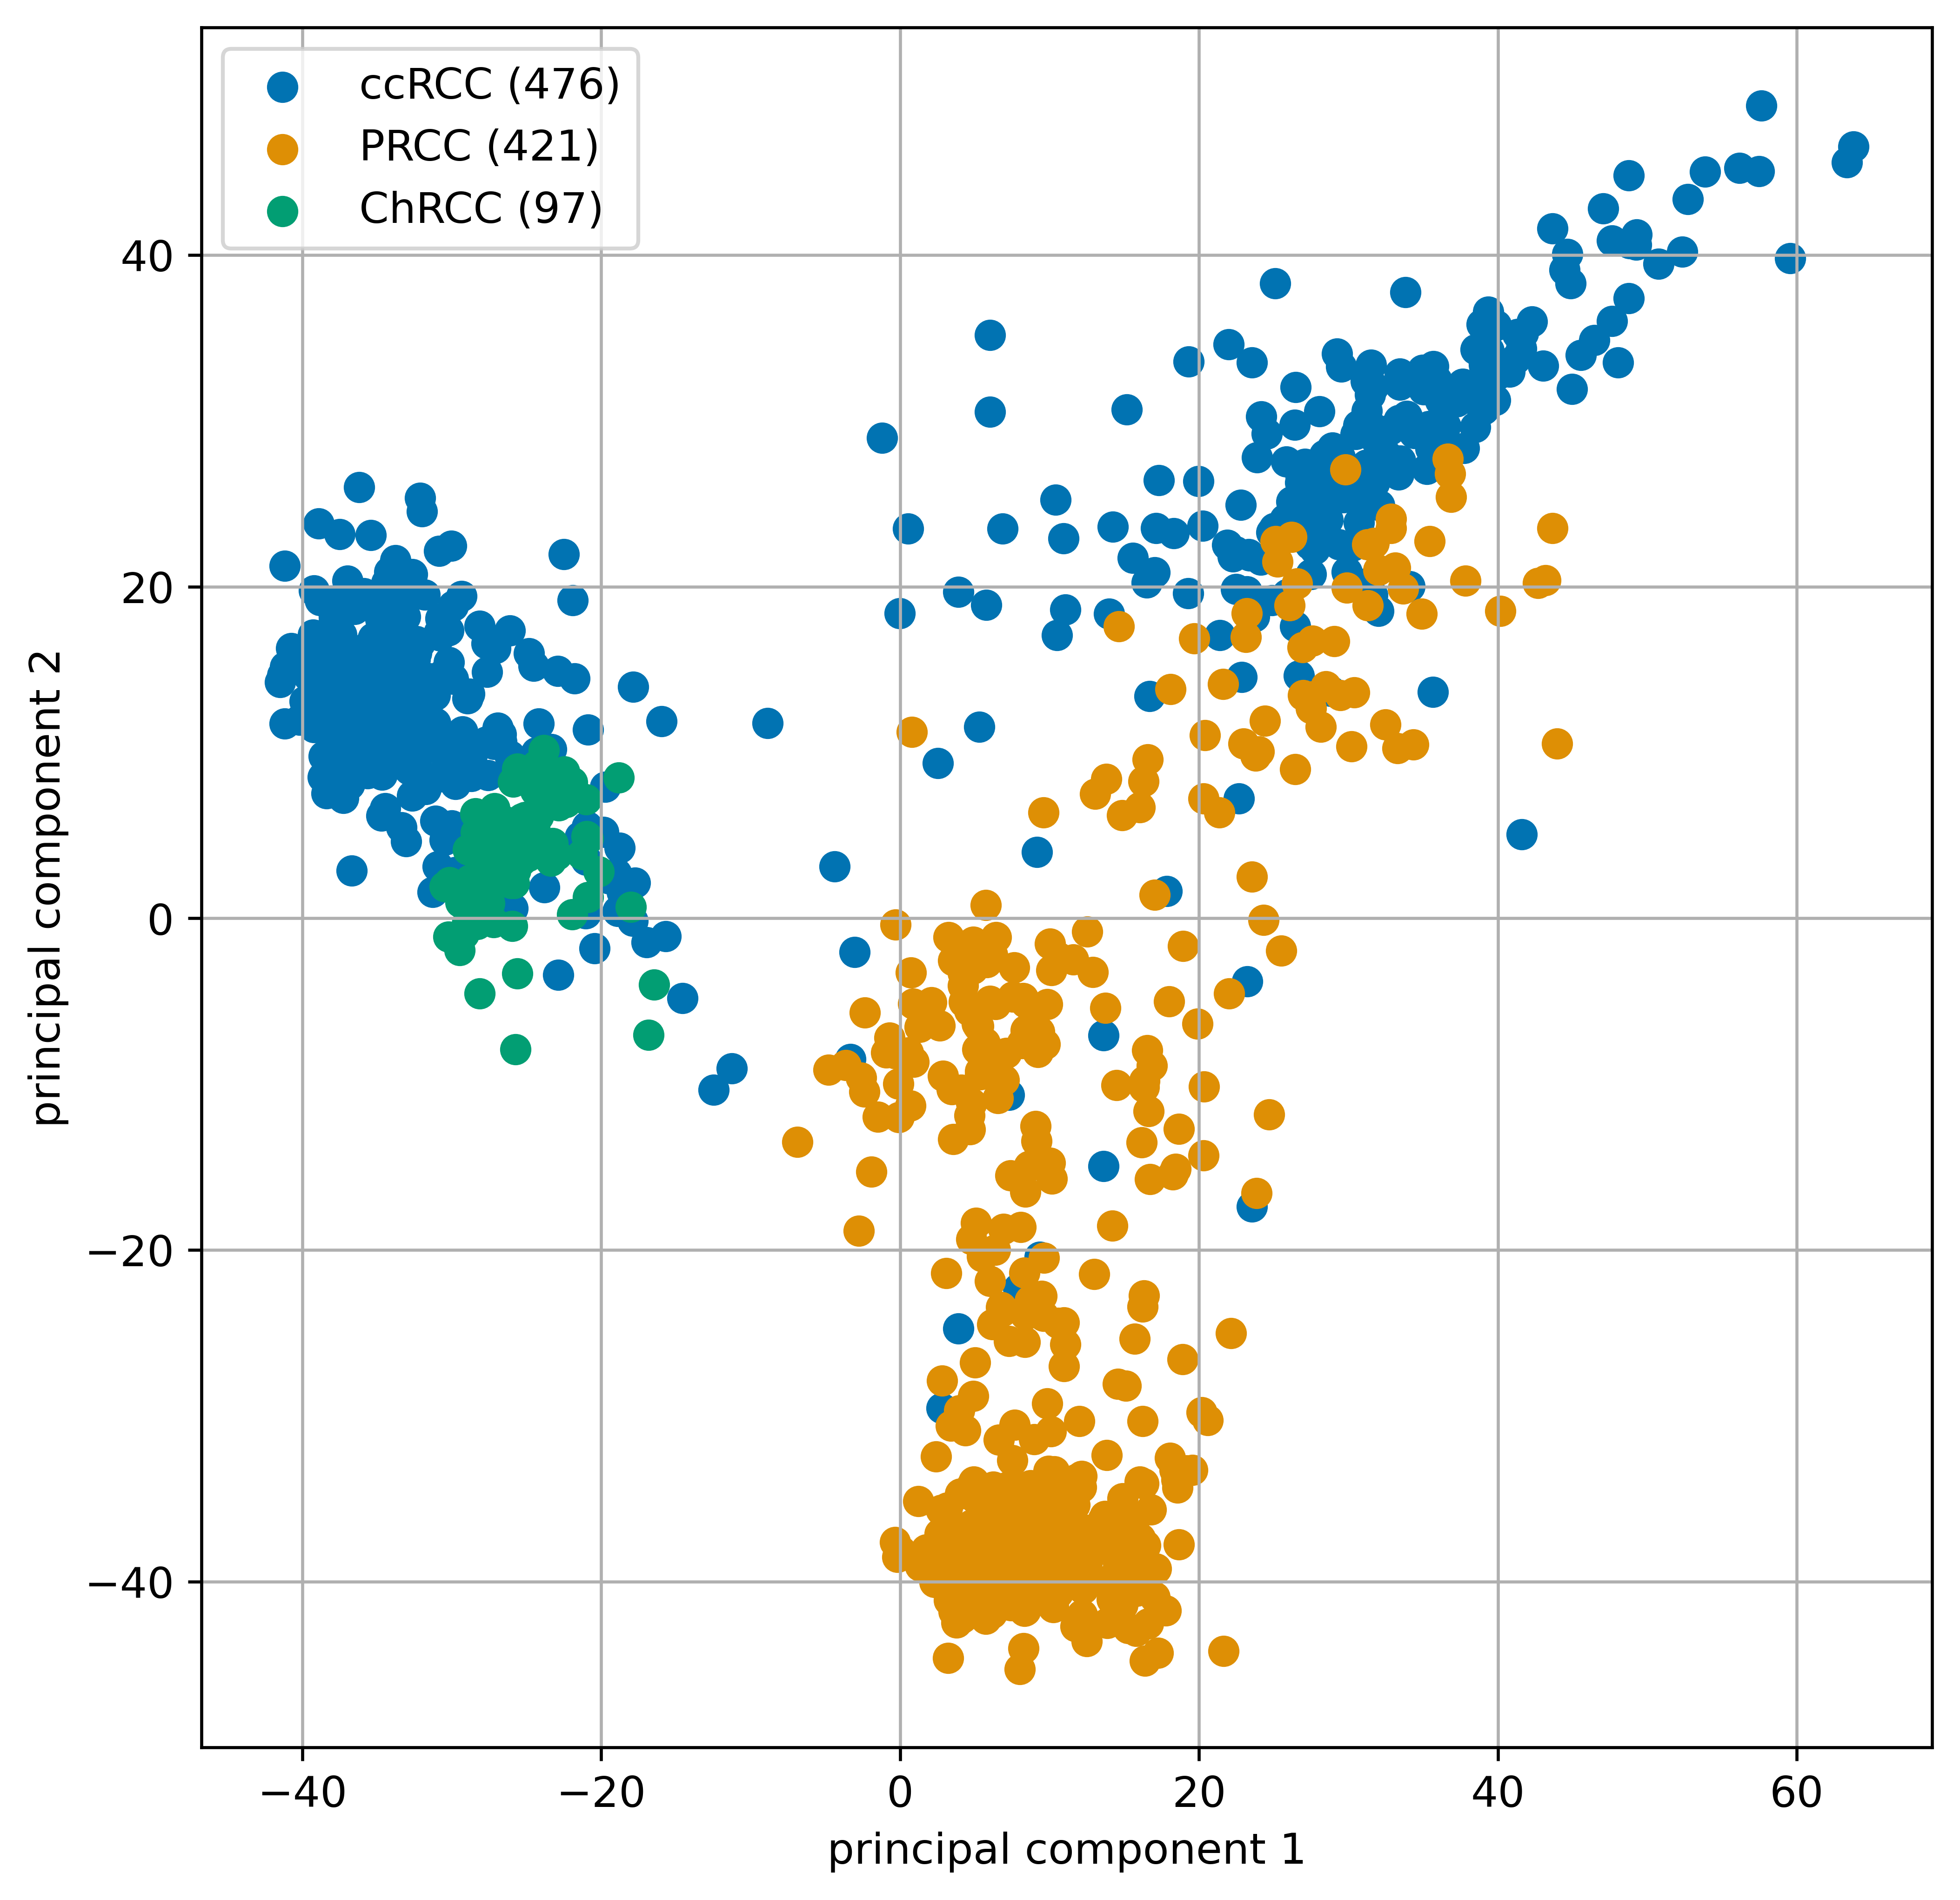 ccRCC (476)
PRCC (421)
ChRCC (97)
40
20
0
−20
−40
principal component 2
−40
−20
0
20
40
60
principal component 1